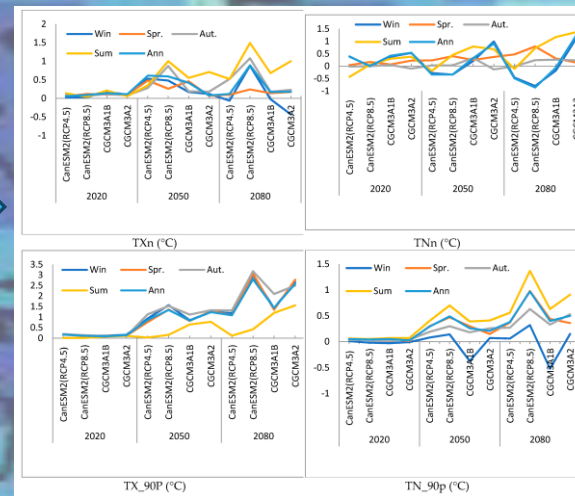 2
1.5
1
0.5
0
-0.5
-1
Win Spr. Aut.
Sum Ann
CanESM2(RCP4.5)
CanESM2(RCP8.5)
CGCM3A1B
CGCM3A2
CanESM2(RCP4.5)
CanESM2(RCP8.5)
CGCM3A1B
CGCM3A2
CanESM2(RCP4.5)
CanESM2(RCP8.5)
CGCM3A1B
CGCM3A2
2020 2050 2080
TXn (°C)
1.5
1
0.5
0
-0.5
-1
Win Spr. Aut.
Sum Ann
CanESM2(RCP4.5)
CanESM2(RCP8.5)
CGCM3A1B
CGCM3A2
CanESM2(RCP4.5)
CanESM2(RCP8.5)
CGCM3A1B
CGCM3A2
CanESM2(RCP4.5)
CanESM2(RCP8.5)
CGCM3A1B
CGCM3A2
2020 2050 2080
TNn (°C)
3.5
3
2.5
2
1.5
1
0.5
0
Win Spr. Aut.
Sum Ann
CanESM2(RCP4.5)
CanESM2(RCP8.5)
CGCM3A1B
CGCM3A2
CanESM2(RCP4.5)
CanESM2(RCP8.5)
CGCM3A1B
CGCM3A2
CanESM2(RCP4.5)
CanESM2(RCP8.5)
CGCM3A1B
CGCM3A2
2020 2050 2080
TX_90P (°C)
1.5
1
0.5
0
-0.5
-1
Win Spr. Aut.
Sum Ann
CanESM2(RCP4.5)
CanESM2(RCP8.5)
CGCM3A1B
CGCM3A2
CanESM2(RCP4.5)
CanESM2(RCP8.5)
CGCM3A1B
CGCM3A2
CanESM2(RCP4.5)
CanESM2(RCP8.5)
CGCM3A1B
CGCM3A2
2020 2050 2080
TN_90p (°C)